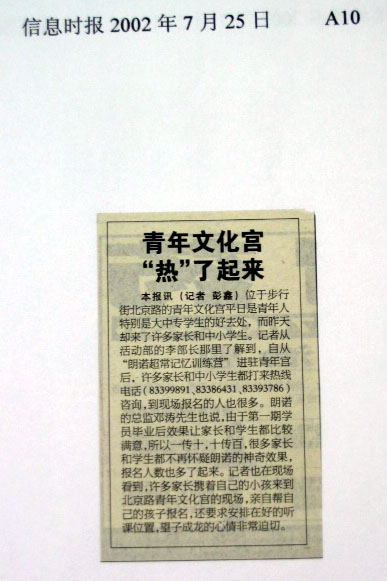 信息时报 2002 年 7 月 25 日 A10
青年文化宫
“热”了起来
本报讯（记者 彭鑫）位于步行
街北京路的青年文化宫平日是青年人
特别是大中专学生的好去处，而昨天
却来了许多家长和中小学生。记者从
活动部的李部长那里了解到，自从
“朗诺超常记忆训练营” 进驻青年宫
后，许多家长和中小学生都打来热线
电话（83399891、83386431、83393786）
咨询，到现场报名的人也很多。朗诺
的总监邓涛先生也说，由于第一期学
员毕业后效果让家长和学生都比较
满意，所以一传十，十传百，很多家长
和学生都不再怀疑朗诺的神奇效果，
报名人数也多了起来。记者也在现场
看到，许多家长携着自己的小孩来到
北京路青年文化宫的现场，亲自帮自
己的孩子报名，还要求安排在好的听
课位置，望子成龙的心情非常迫切。